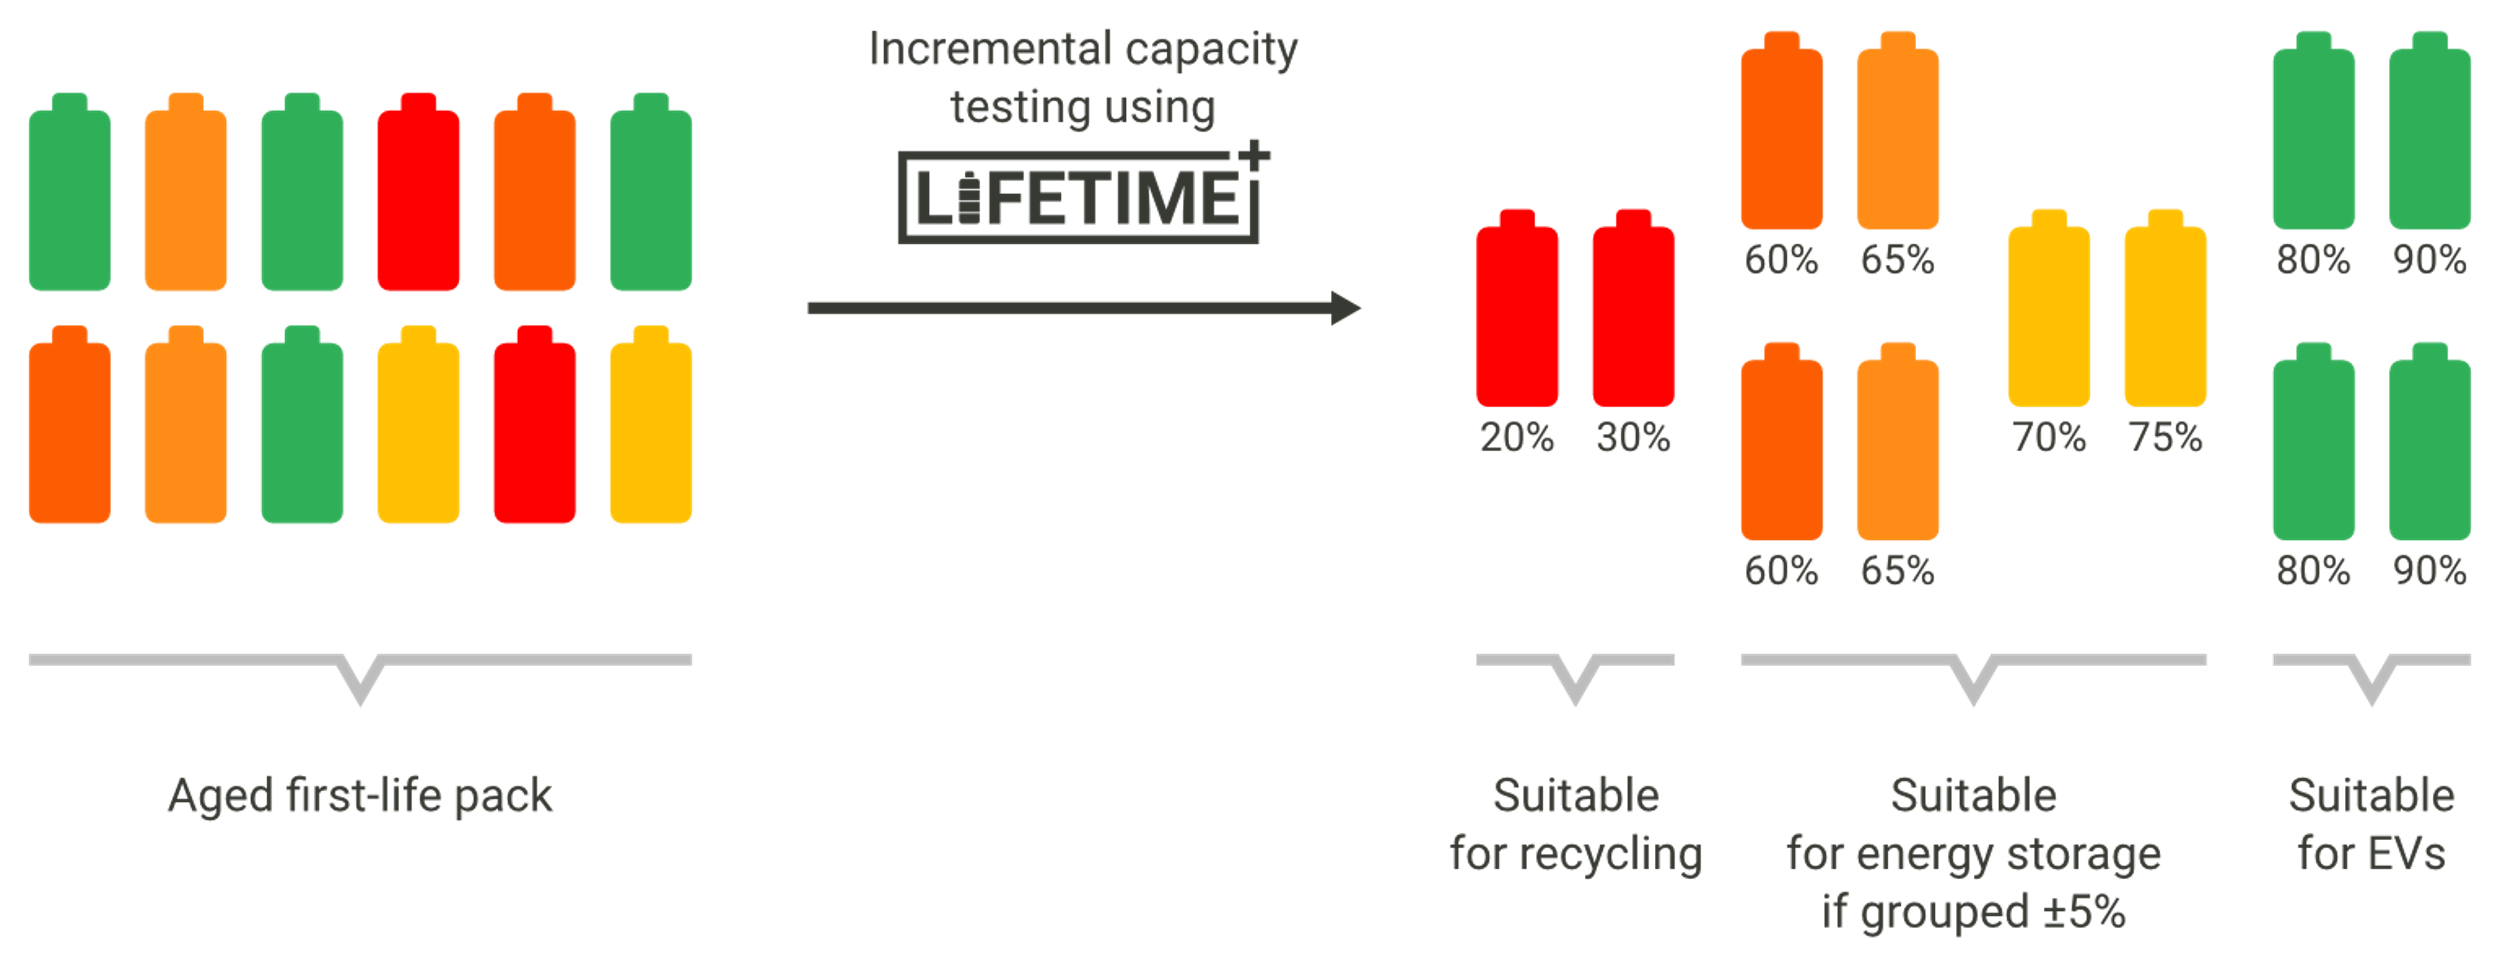 Incremental capacity
testing using
LIFETIME+
60% 65%
80% 90%
20% 30%
70% 75%
60% 65%
80% 90%
Aged first-life pack
Suitable
for recycling
Suitable
for energy storage
if grouped ±5%
Suitable
for EVs